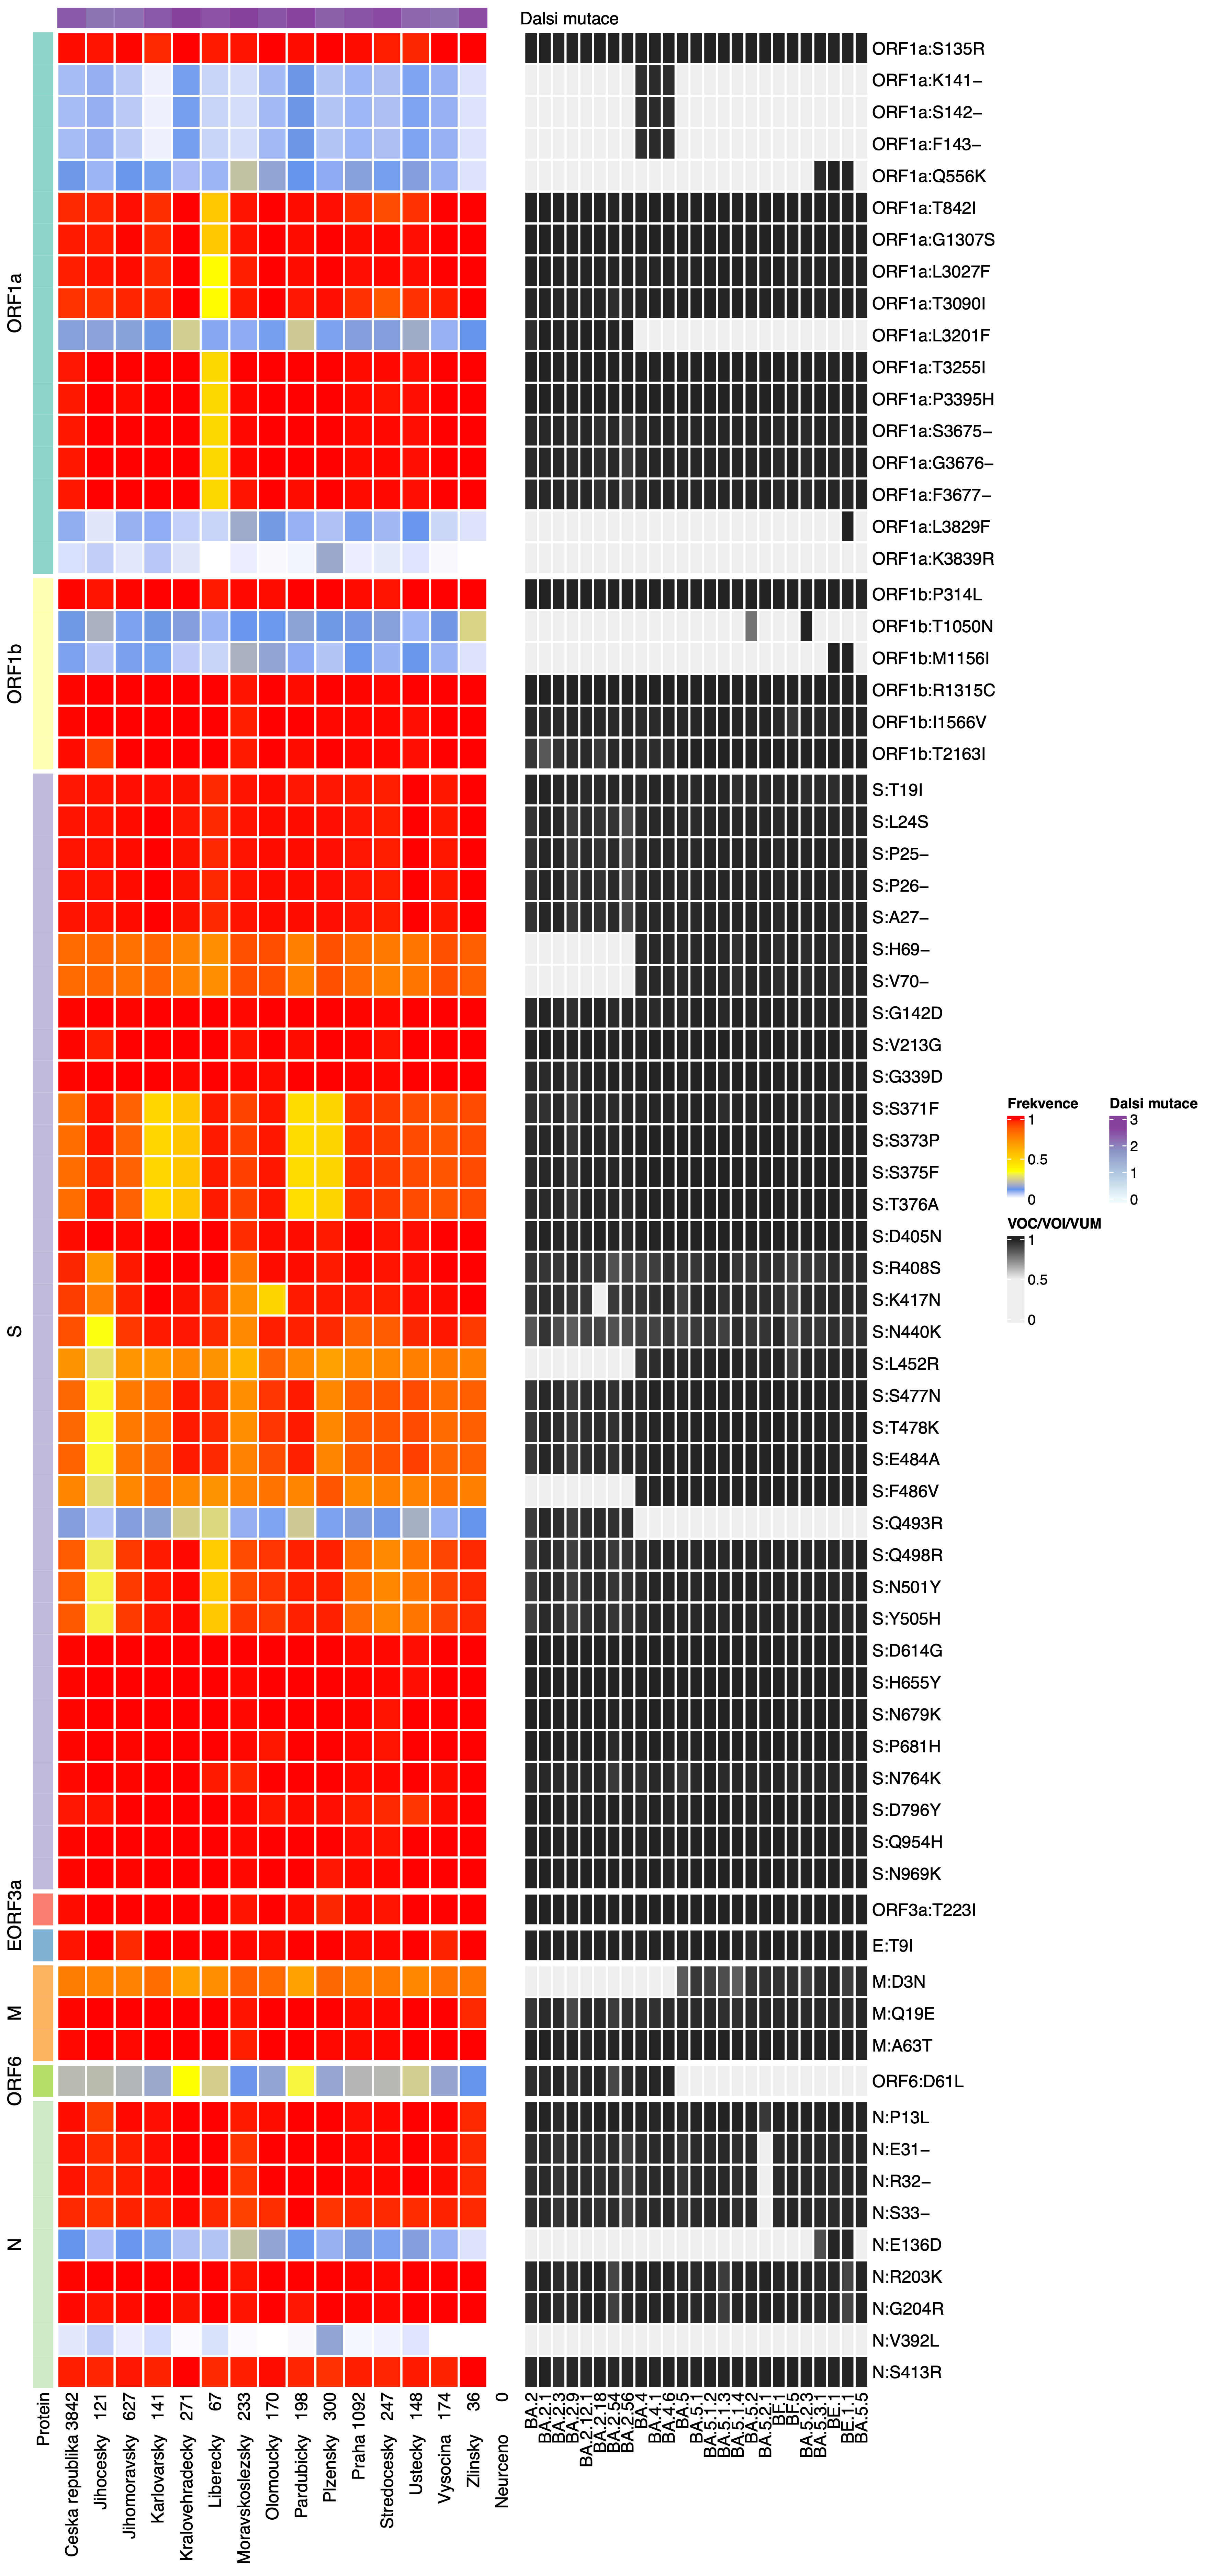 Dalsi mutace
ORF1a:S135R
ORF1a:K141−
ORF1a:S142−
ORF1a:F143−
ORF1a:Q556K
ORF1a:T842I
ORF1a:G1307S
ORF1a:L3027F
ORF1a:T3090I
ORF1a:L3201F
ORF1a:T3255I
ORF1a:P3395H
ORF1a:S3675−
ORF1a:G3676−
ORF1a:F3677−
ORF1a:L3829F
ORF1a:K3839R
ORF1a
ORF1b:P314L
ORF1b:T1050N
ORF1b:M1156I
ORF1b:R1315C
ORF1b:I1566V
ORF1b:T2163I
ORF1b
S:T19I
S:L24S
S:P25−
S:P26−
S:A27−
S:H69−
S:V70−
S:G142D
S:V213G
S:G339D
S:S371F
S:S373P
S:S375F
S:T376A
S:D405N
S:R408S
S:K417N
S:N440K
S:L452R
S:S477N
S:T478K
S:E484A
S:F486V
S:Q493R
S:Q498R
S:N501Y
S:Y505H
S:D614G
S:H655Y
S:N679K
S:P681H
S:N764K
S:D796Y
S:Q954H
S:N969K
S
ORF3a:T223I
ORF3a
E:T9I
E
M:D3N
M:Q19E
M:A63T
M
ORF6:D61L
ORF6
N:P13L
N:E31−
N:R32−
N:S33−
N:E136D
N:R203K
N:G204R
N:V392L
N:S413R
N
Frekvence
1
0.5
0
Dalsi mutace
3
2
1
0
VOC/VOI/VUM
1
0.5
0
Protein
Ceska republika 3842
Jihocesky 121
Jihomoravsky 627
Karlovarsky 141
Kralovehradecky 271
Liberecky 67
Moravskoslezsky 233
Olomoucky 170
Pardubicky 198
Plzensky 300
Praha 1092
Stredocesky 247
Ustecky 148
Vysocina 174
Zlinsky 36
Neurceno 0
BA.2
BA.2.1
BA.2.3
BA.2.9
BA.2.12.1
BA.2.18
BA.2.54
BA.2.56
BA.4
BA.4.1
BA.4.6
BA.5
BA.5.1
BA.5.1.2
BA.5.1.3
BA.5.1.4
BA.5.2
BA.5.2.1
BF.1
BF.5
BA.5.2.3
BA.5.3.1
BE.1
BE.1.1
BA.5.5